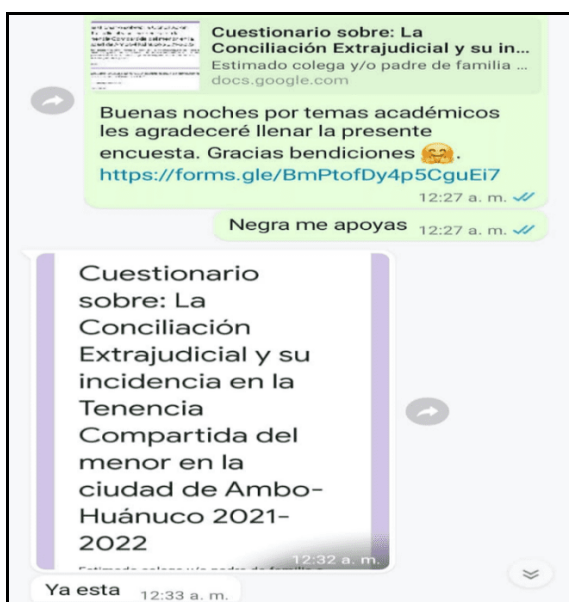 Cuestionario sobre: La
Conciliación Extrajudicial y su in...
Estimado colega y/o padre de familia ...
docs.google.com
Buenas noches por temas académicos
les agradeceré llenar la presente
encuesta. Gracias bendiciones 🤗.
https://forms.gle/BmPtofDy4p5CguEi7
12:27 a. m.
Negra me apoyas 12:27 a. m.
Cuestionario
sobre: La
Conciliación
Extrajudicial y su
incidencia en la
Tenencia
Compartida del
menor en la
ciudad de Ambo-
Huánuco 2021-
2022
12:32 a. m.
Ya esta 12:33 a. m.